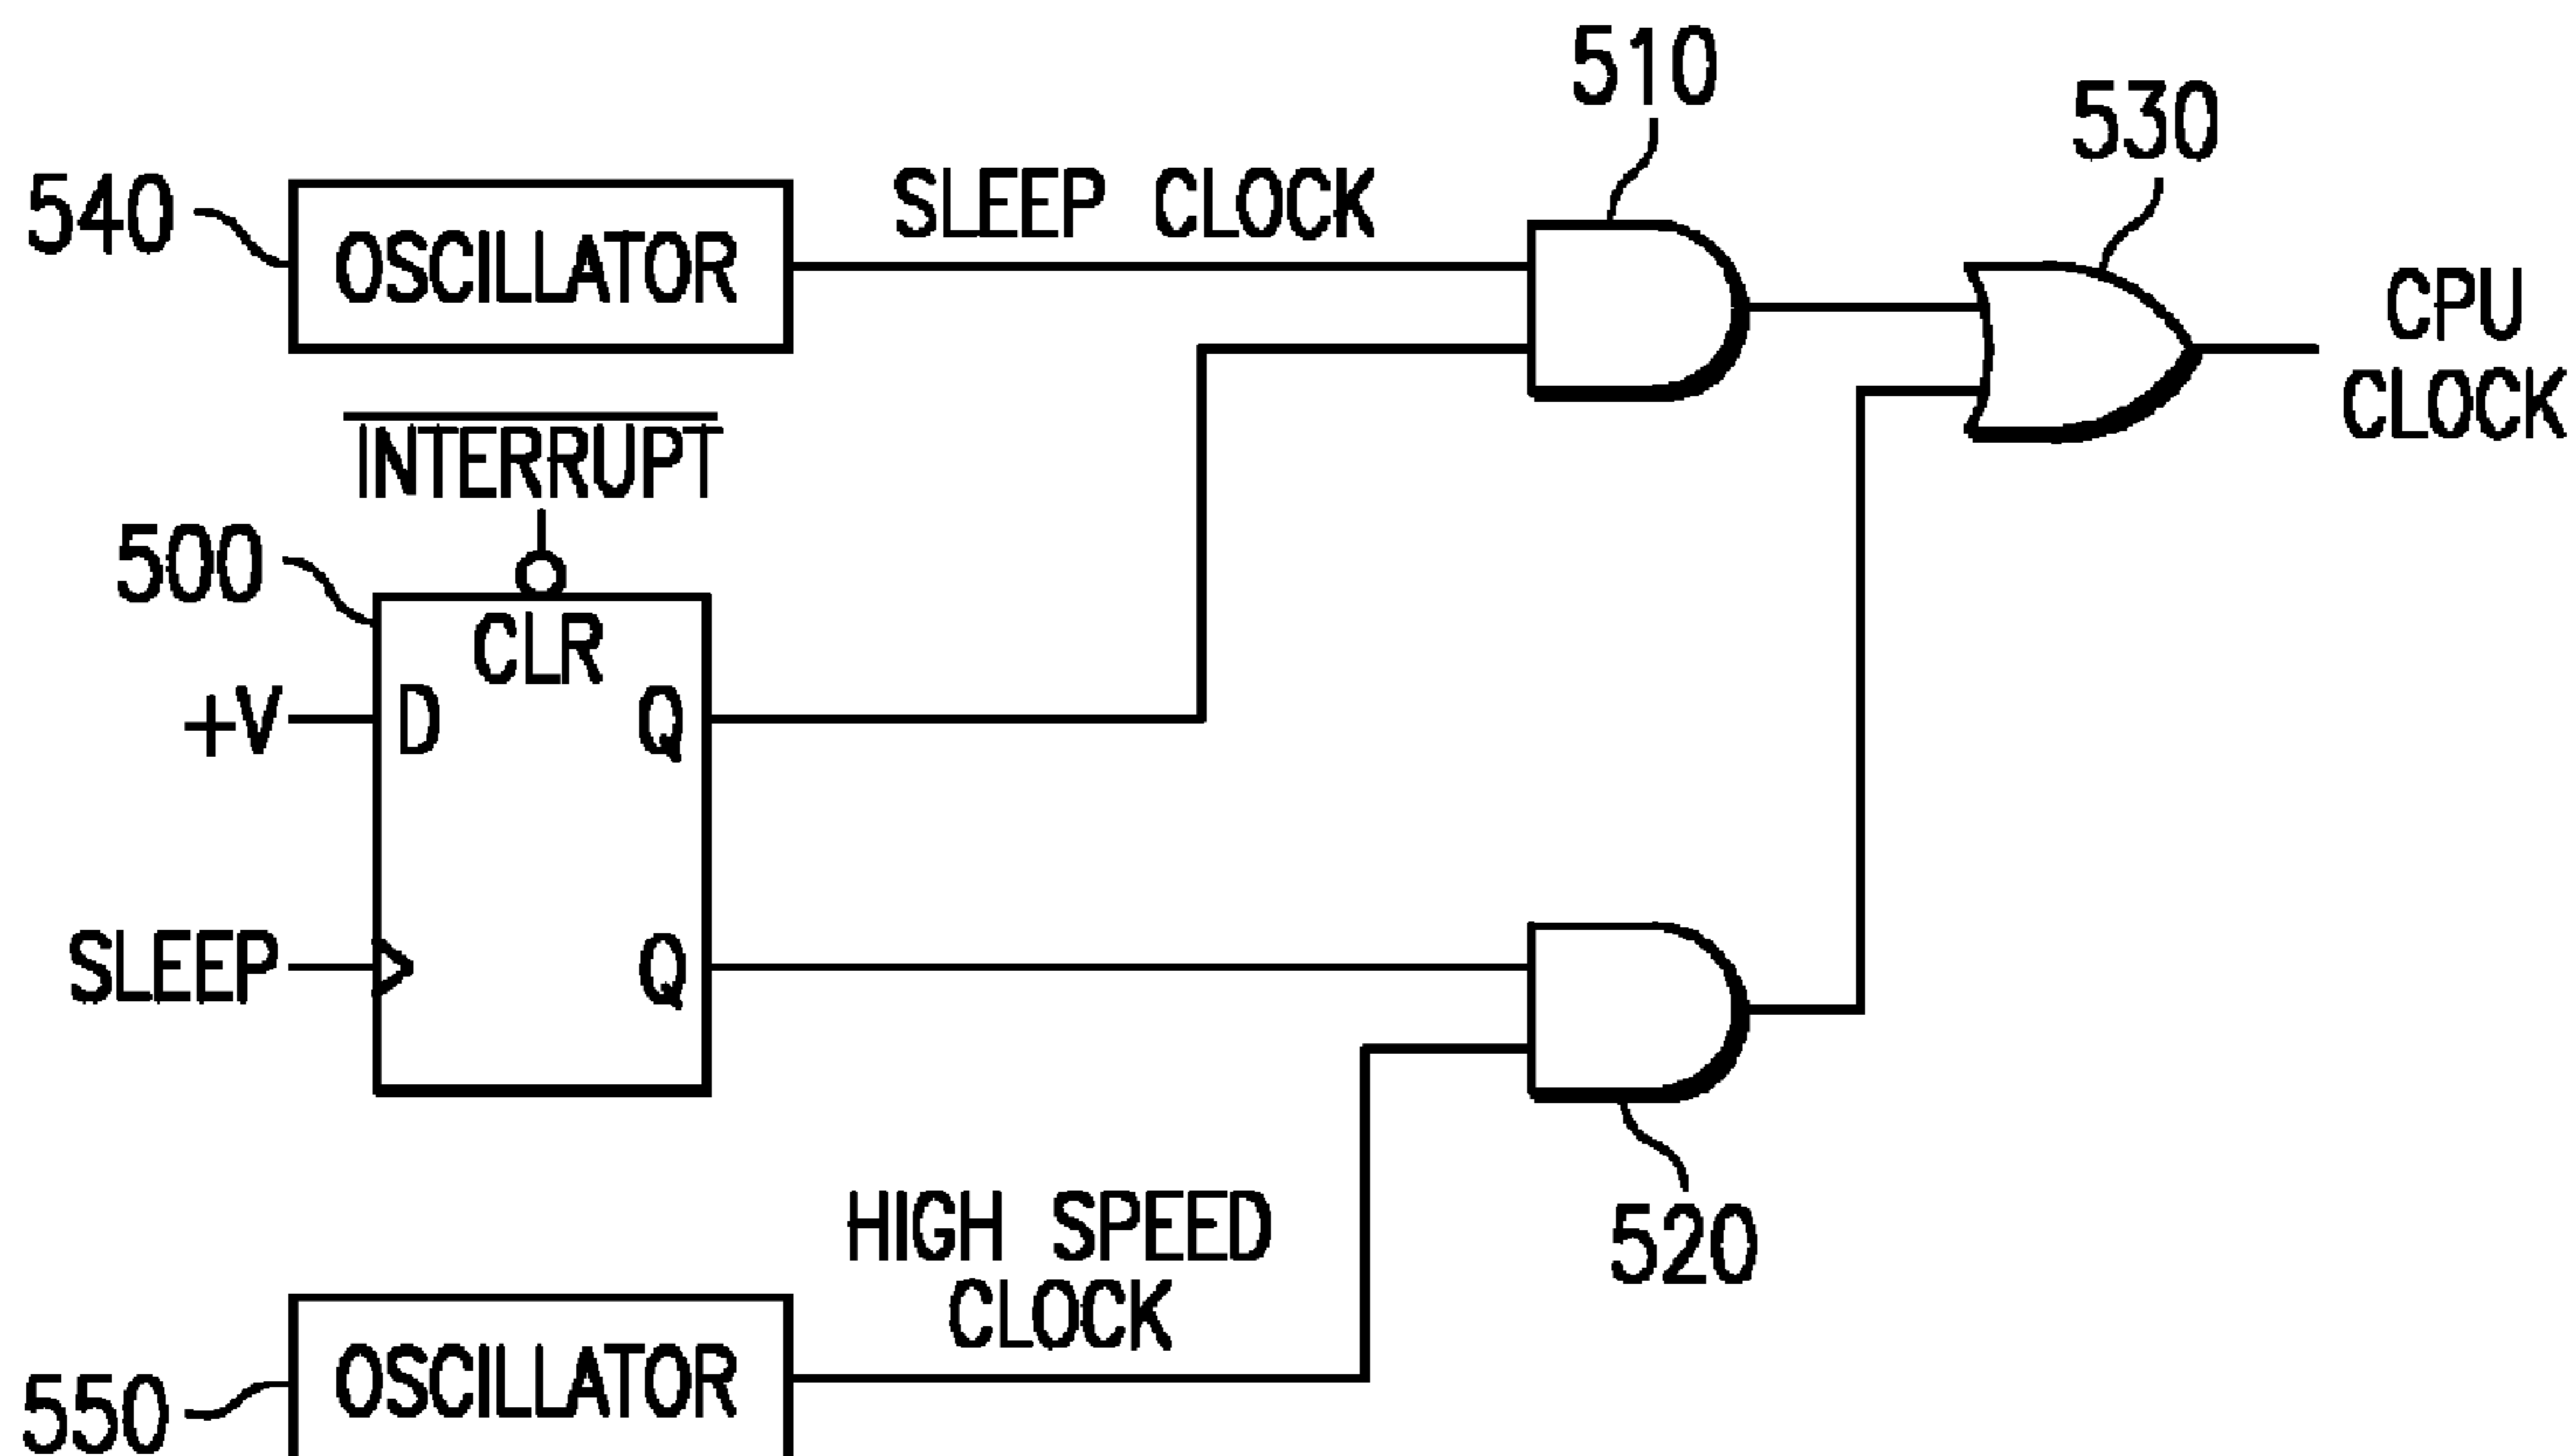 510
530
540
OSCILLATOR
SLEEP CLOCK
CPU
CLOCK
INTERRUPT
500
CLR
+V
D
Q
SLEEP
Q
520
HIGH SPEED
CLOCK
550
OSCILLATOR